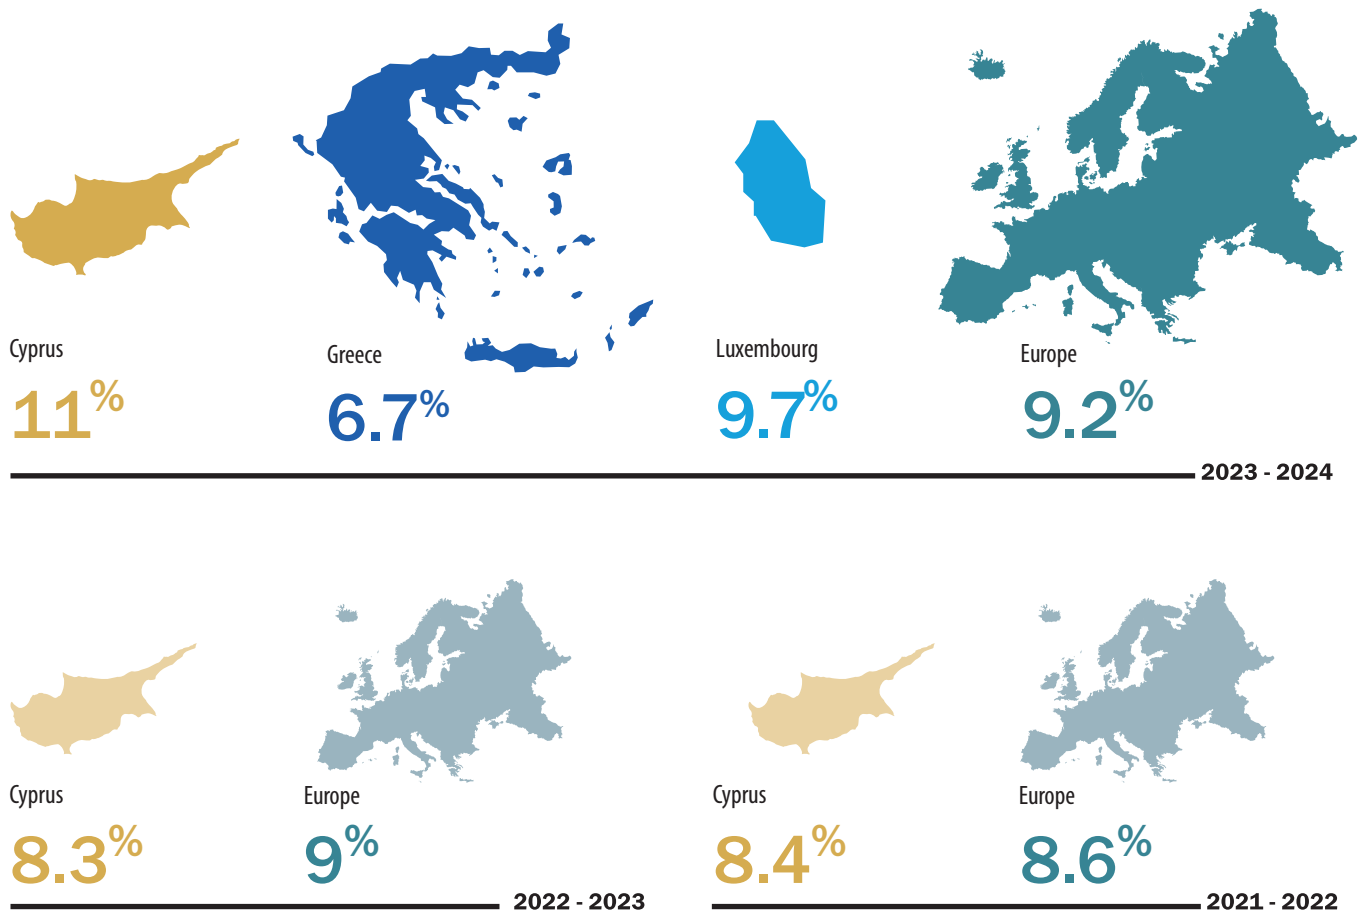 Cyprus
11%
Greece
6.7%
Luxembourg
9.7%
Europe
9.2%
2023 - 2024
Cyprus
8.3%
Europe
9%
2022 - 2023
Cyprus
8.4%
Europe
8.6%
2021 - 2022